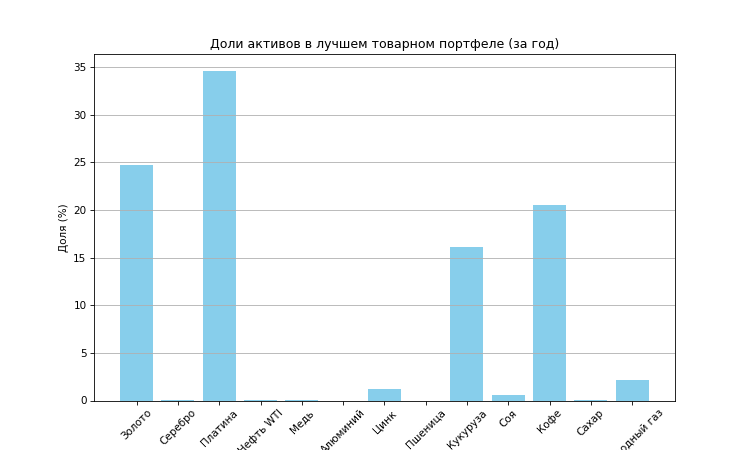 Доли активов в лучшем товарном портфеле (за год)
Доля (%)
35
30
25
20
15
10
5
0
Золото
Серебро
Платина
Нефть WTI
Медь
Алюминий
Цинк
Пшеница
Кукуруза
Соя
Кофе
Сахар
одный газ